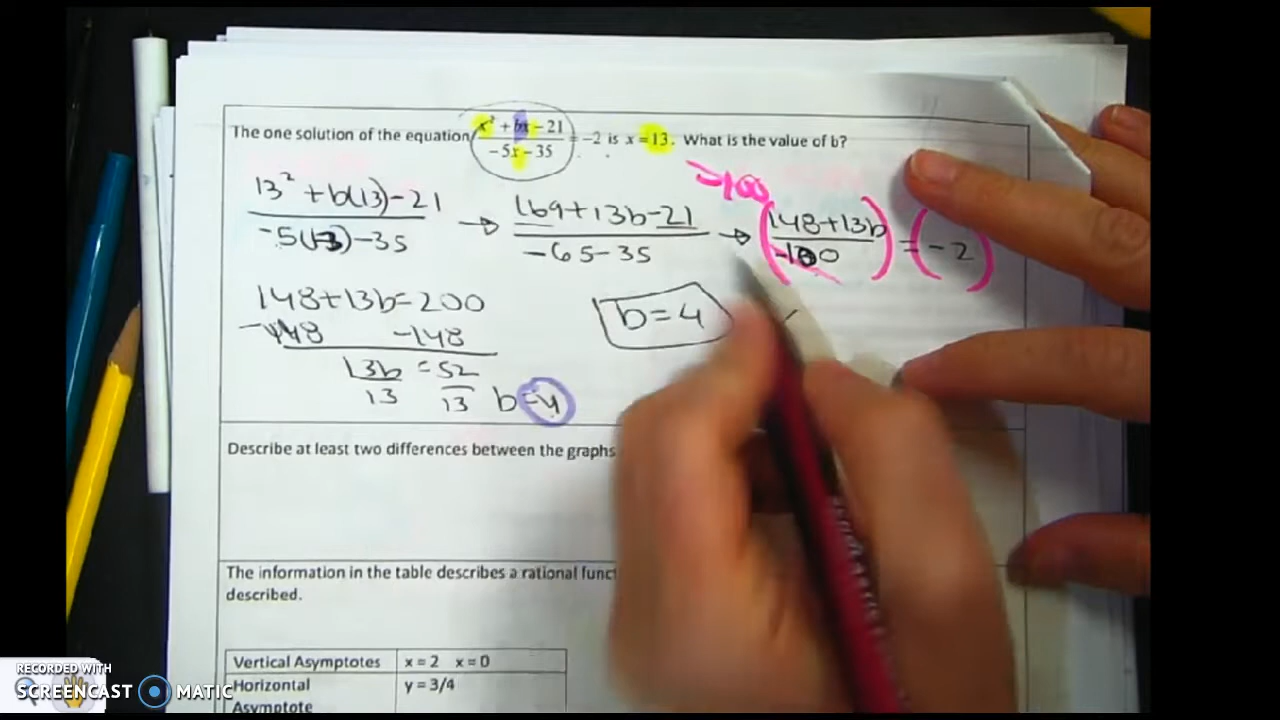 The one solution of the equation x² + bx - 21 / -5x - 35 = -2 is x = 13. What is the value of b?
13² + b(13) - 21 / -5(13) - 35 → 169 + 13b - 21 / -65 - 35 → -100 (148 + 13b / -100) = (-2)
148 + 13b = 200
-148 -148
13b = 52
13 13 b = 4
b = 4
Describe at least two differences between the graphs
The information in the table describes a rational
described.
Vertical Asymptotes x = 2 x = 0
Horizontal y = 3/4
Asymptote
RECORDED WITH
SCREENCAST MATIC